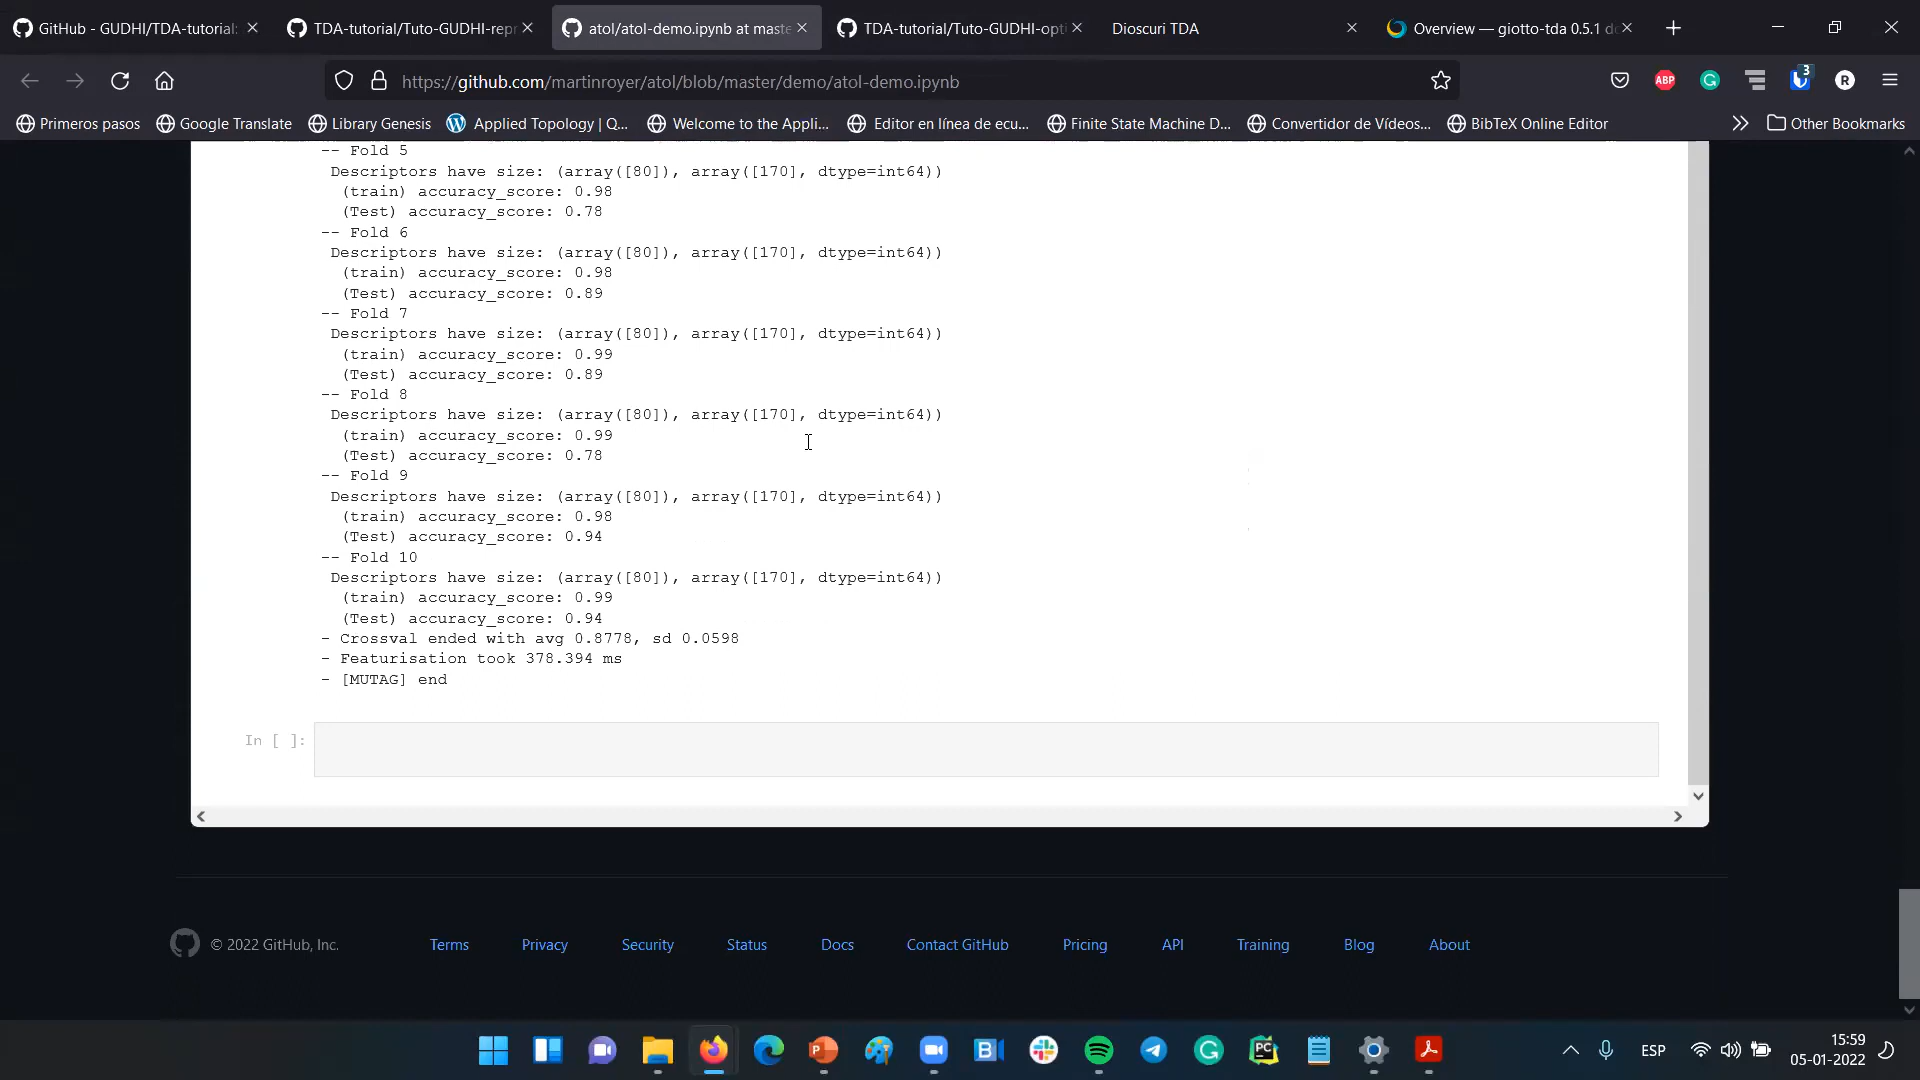 GitHub - GUDHI/TDA-tutorial:
TDA-tutorial/Tuto-GUDHI-repr
atol/atol-demo.ipynb at maste
TDA-tutorial/Tuto-GUDHI-opti
Dioscuri TDA
Overview — giotto-tda 0.5.1 do
https://github.com/martinroyer/atol/blob/master/demo/atol-demo.ipynb
ABP
3
R
Primeros pasos
Google Translate
Library Genesis
Applied Topology | Q...
Welcome to the Appli...
Editor en línea de ecu...
Finite State Machine D...
Convertidor de Vídeos...
BibTeX Online Editor
Other Bookmarks
-- Fold 5
Descriptors have size: (array([80]), array([170], dtype=int64))
(train) accuracy_score: 0.98
(Test) accuracy_score: 0.78
-- Fold 6
Descriptors have size: (array([80]), array([170], dtype=int64))
(train) accuracy_score: 0.98
(Test) accuracy_score: 0.89
-- Fold 7
Descriptors have size: (array([80]), array([170], dtype=int64))
(train) accuracy_score: 0.99
(Test) accuracy_score: 0.89
-- Fold 8
Descriptors have size: (array([80]), array([170], dtype=int64))
(train) accuracy_score: 0.99
(Test) accuracy_score: 0.78
-- Fold 9
Descriptors have size: (array([80]), array([170], dtype=int64))
(train) accuracy_score: 0.98
(Test) accuracy_score: 0.94
-- Fold 10
Descriptors have size: (array([80]), array([170], dtype=int64))
(train) accuracy_score: 0.99
(Test) accuracy_score: 0.94
- Crossval ended with avg 0.8778, sd 0.0598
- Featurisation took 378.394 ms
- [MUTAG] end
In [ ]:
© 2022 GitHub, Inc.
Terms
Privacy
Security
Status
Docs
Contact GitHub
Pricing
API
Training
Blog
About
ESP
15:59
05-01-2022